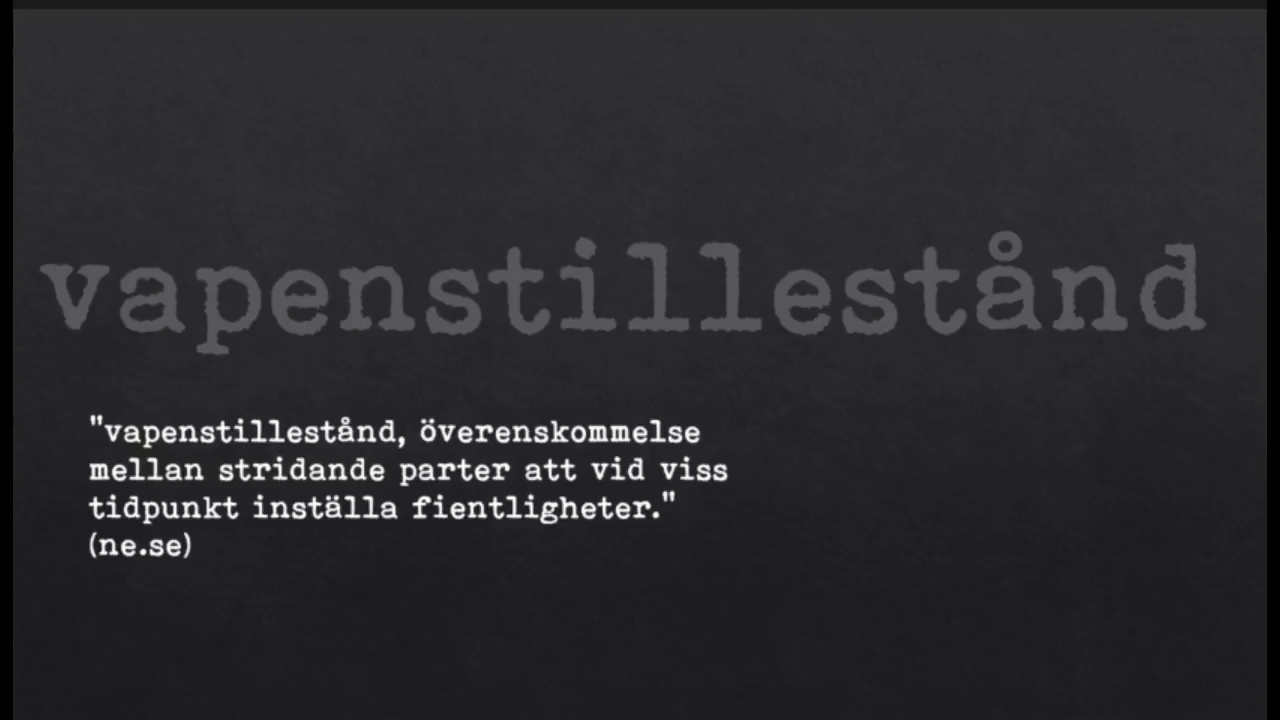 vapenstillestånd
"vapenstillestånd, överenskommelse
mellan stridande parter att vid viss
tidpunkt inställa fientligheter."
(ne.se)